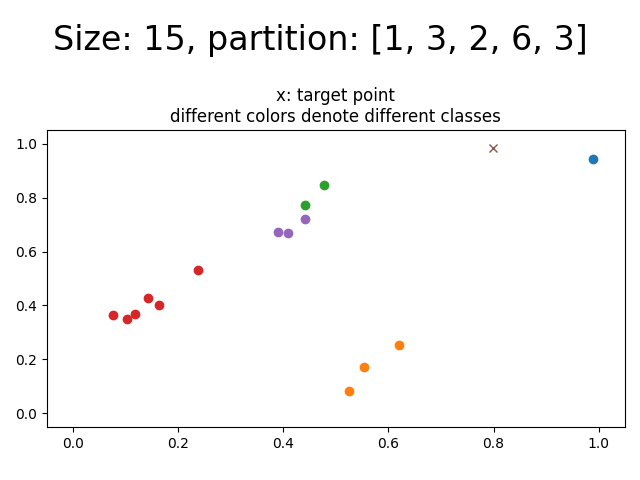 Size: 15, partition: [1, 3, 2, 6, 3]
x: target point
different colors denote different classes
1.0
0.8
0.6
0.4
0.2
0.0
0.0 0.2 0.4 0.6 0.8 1.0